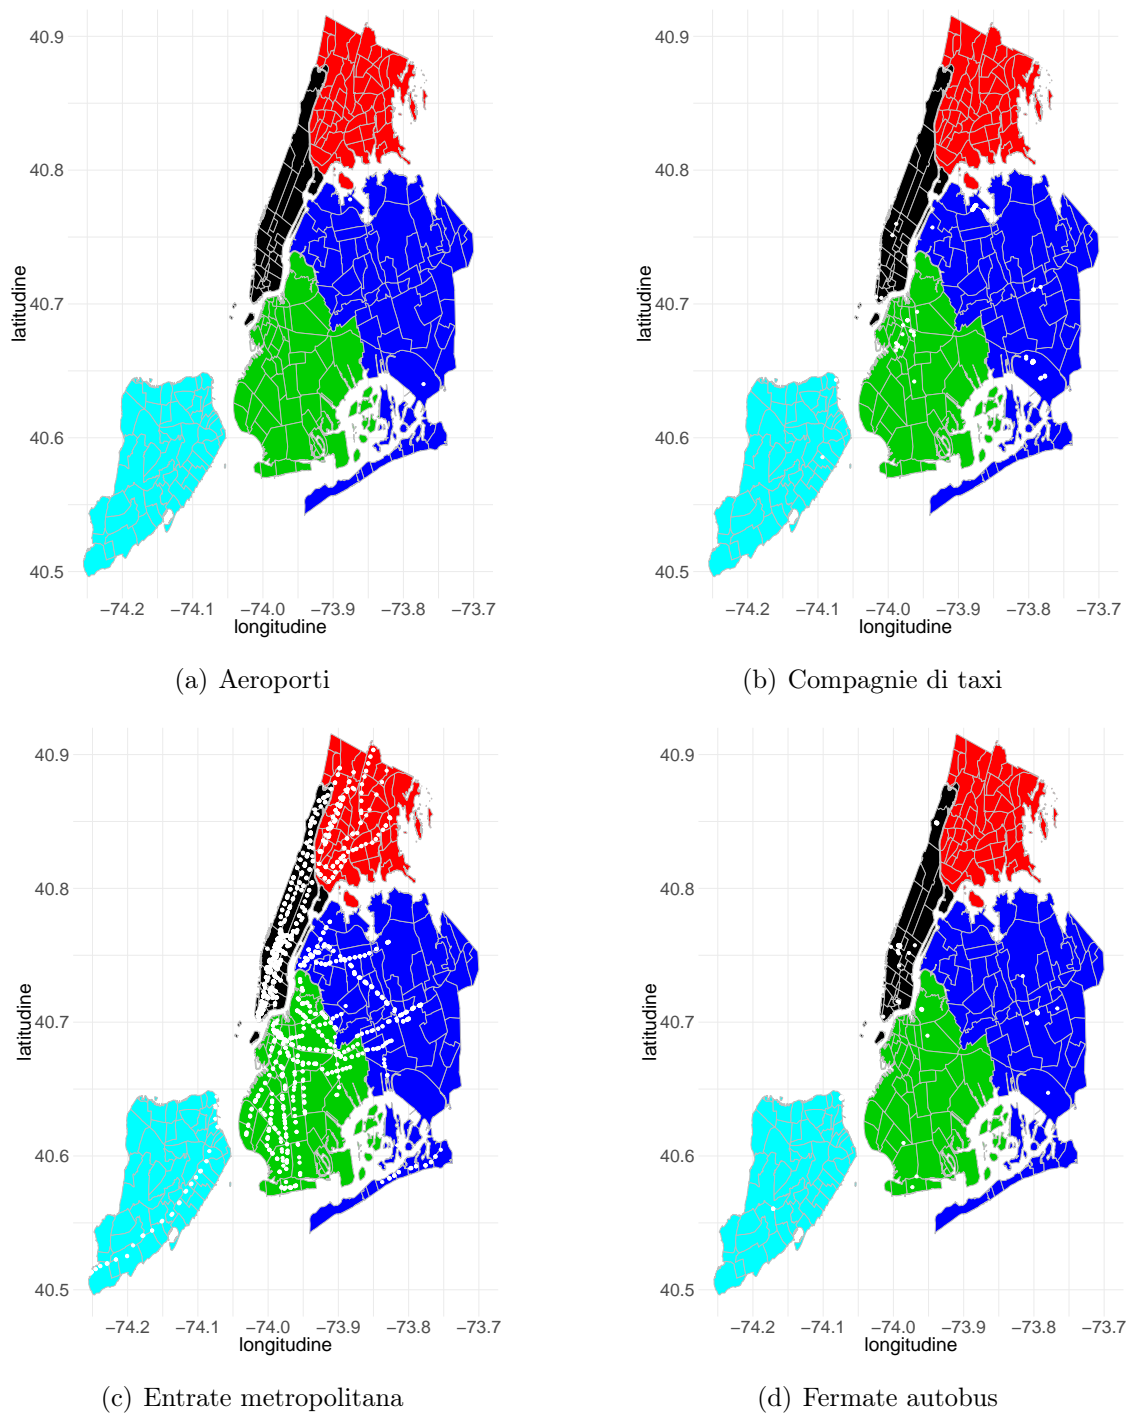 40.9
40.8
40.7
40.6
40.5
latitudine
−74.2 −74.1 −74.0 −73.9 −73.8 −73.7
longitudine
(a) Aeroporti
40.9
40.8
40.7
40.6
40.5
latitudine
−74.2 −74.1 −74.0 −73.9 −73.8 −73.7
longitudine
(b) Compagnie di taxi
40.9
40.8
40.7
40.6
40.5
latitudine
−74.2 −74.1 −74.0 −73.9 −73.8 −73.7
longitudine
(c) Entrate metropolitana
40.9
40.8
40.7
40.6
40.5
latitudine
−74.2 −74.1 −74.0 −73.9 −73.8 −73.7
longitudine
(d) Fermate autobus